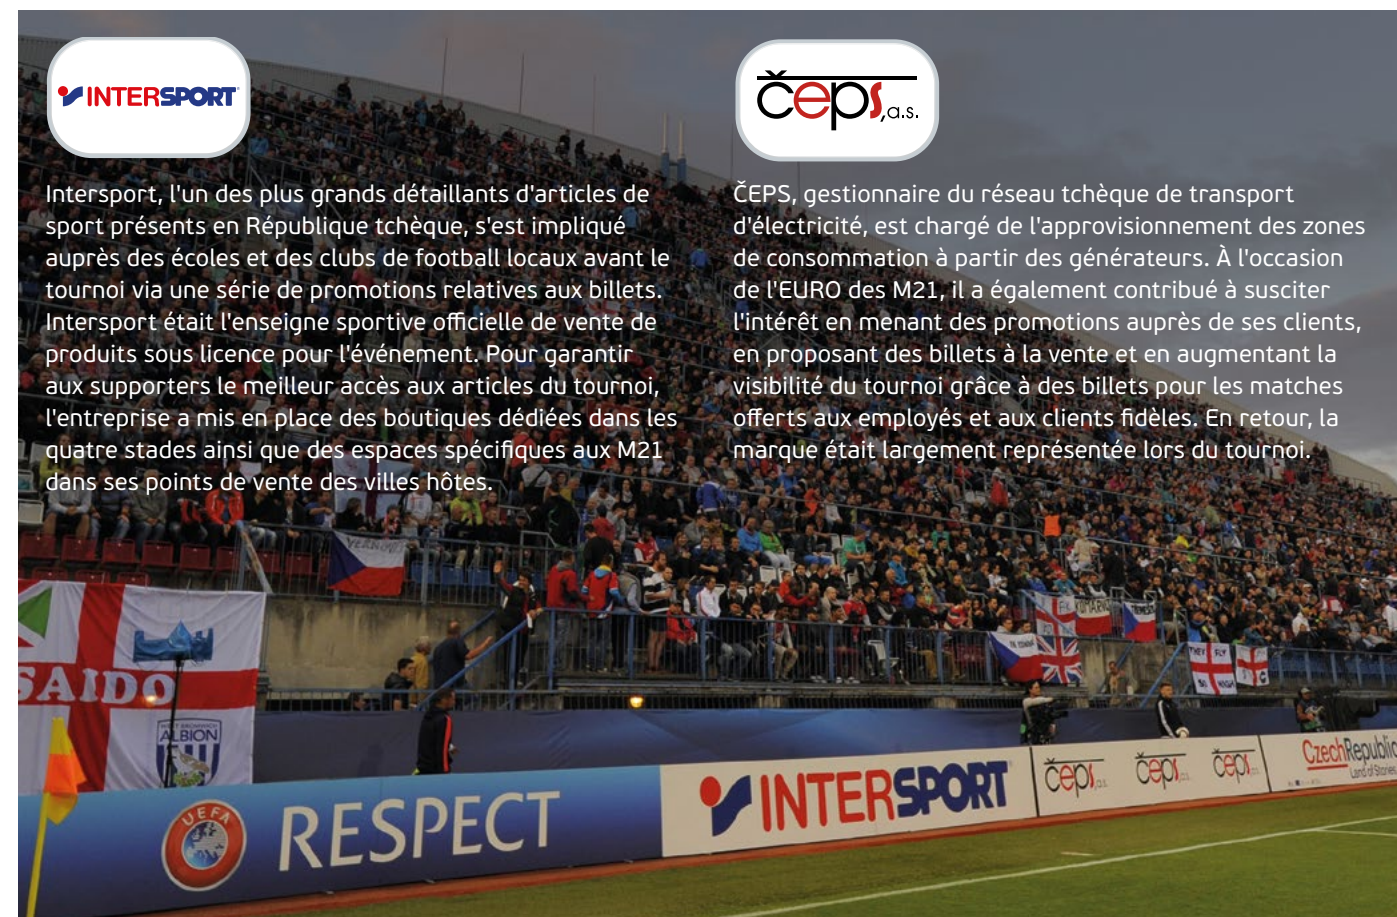 INTERSPORT
Intersport, l'un des plus grands détaillants d'articles de
sport présents en République tchèque, s'est impliqué
auprès des écoles et des clubs de football locaux avant le
tournoi via une série de promotions relatives aux billets.
Intersport était l'enseigne sportive officielle de vente de
produits sous licence pour l'événement. Pour garantir
aux supporters le meilleur accès aux articles du tournoi,
l'entreprise a mis en place des boutiques dédiées dans les
quatre stades ainsi que des espaces spécifiques aux M21
dans ses points de vente des villes hôtes.
čeps,a.s.
ČEPS, gestionnaire du réseau tchèque de transport
d'électricité, est chargé de l'approvisionnement des zones
de consommation à partir des générateurs. À l'occasion
de l'EURO des M21, il a également contribué à susciter
l'intérêt en menant des promotions auprès de ses clients,
en proposant des billets à la vente et en augmentant la
visibilité du tournoi grâce à des billets pour les matches
offerts aux employés et aux clients fidèles. En retour, la
marque était largement représentée lors du tournoi.
SAIDO
ALBION
THEY FLY
UEFA
RESPECT
INTERSPORT
čeps,a.s.
čeps,a.s.
čeps,a.s.
CzechRepublic
Land of Stories